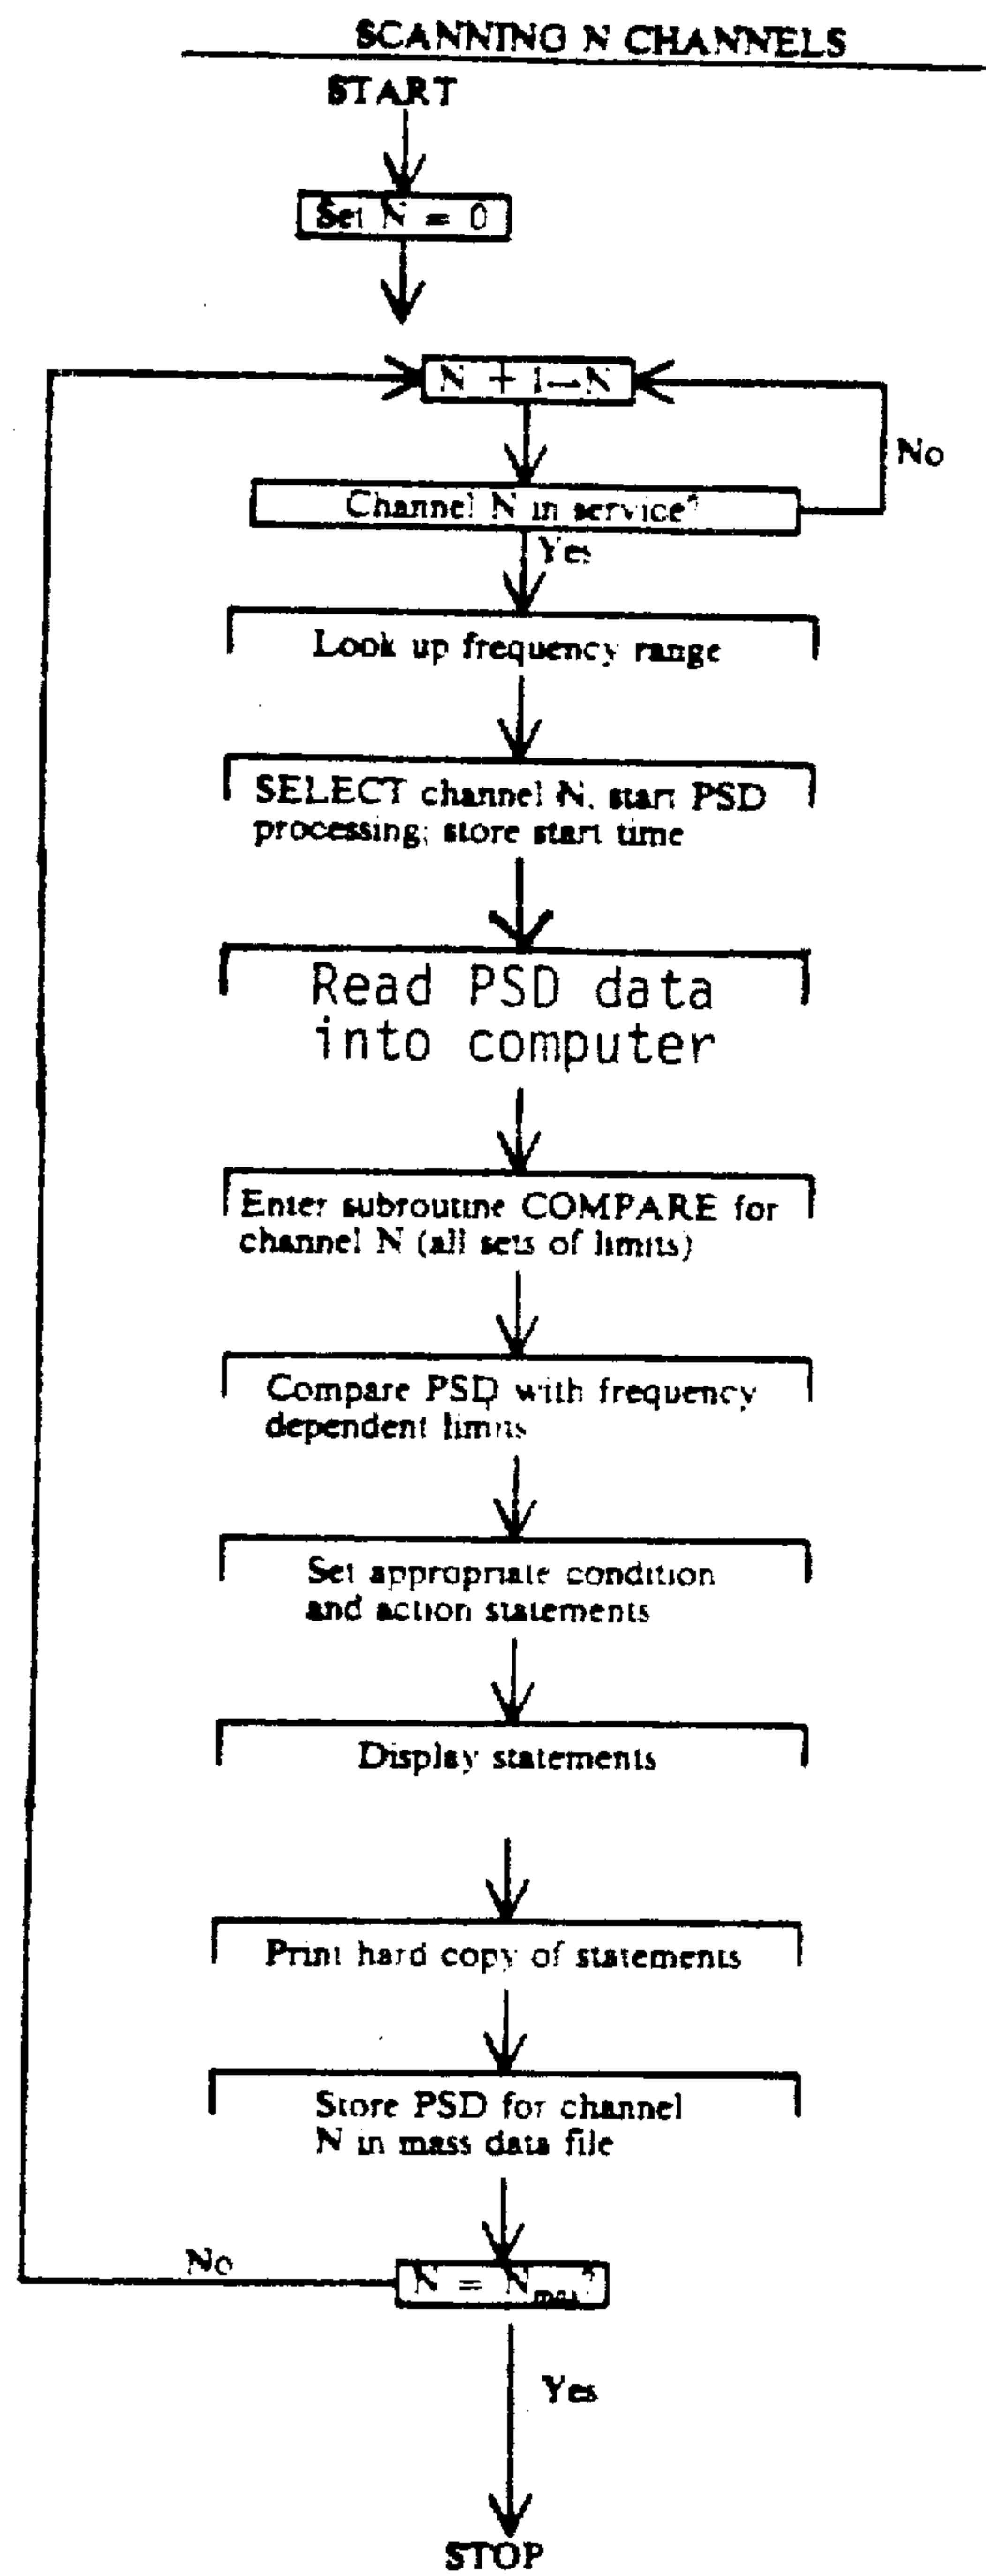 SCANNING N CHANNELS
START
Set N = 0
N + 1→N
No
Channel N in service?
Yes
Look up frequency range
SELECT channel N, start PSD
processing; store start time
Read PSD data
into computer
Enter subroutine COMPARE for
channel N (all sets of limits)
Compare PSD with frequency
dependent limits
Set appropriate condition
and action statements
Display statements
Print hard copy of statements
Store PSD for channel
N in mass data file
No
N = Nmax?
Yes
STOP